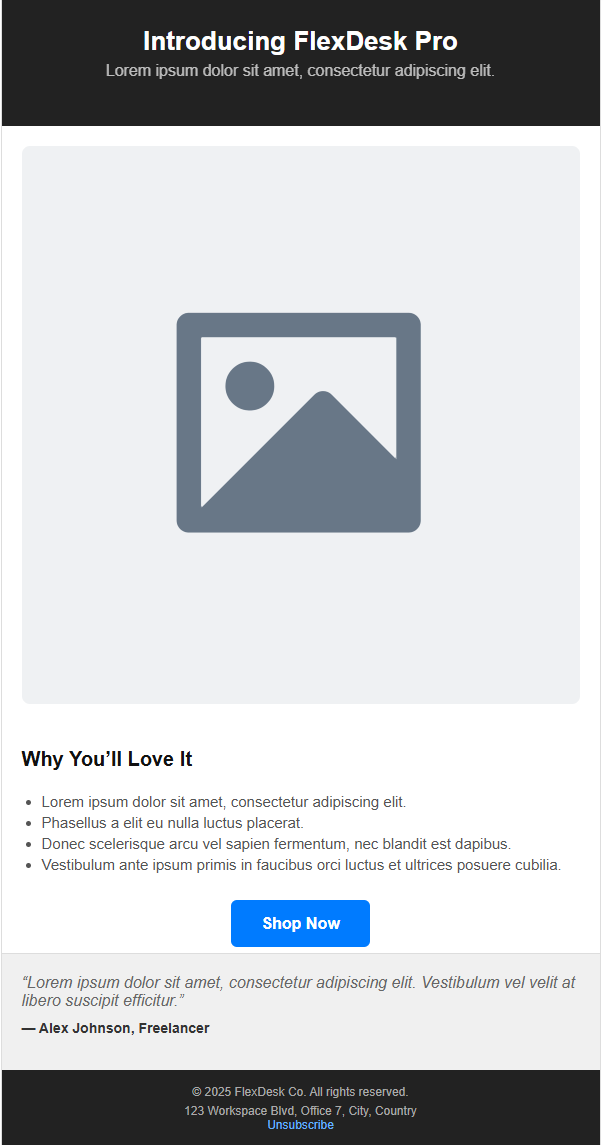 Introducing FlexDesk Pro
Lorem ipsum dolor sit amet, consectetur adipiscing elit.
Why You’ll Love It
• Lorem ipsum dolor sit amet, consectetur adipiscing elit.
• Phasellus a elit eu nulla luctus placerat.
• Donec scelerisque arcu vel sapien fermentum, nec blandit est dapibus.
• Vestibulum ante ipsum primis in faucibus orci luctus et ultrices posuere cubilia.
Shop Now
“Lorem ipsum dolor sit amet, consectetur adipiscing elit. Vestibulum vel velit at
libero suscipit efficitur.”
— Alex Johnson, Freelancer
© 2025 FlexDesk Co. All rights reserved.
123 Workspace Blvd, Office 7, City, Country
Unsubscribe